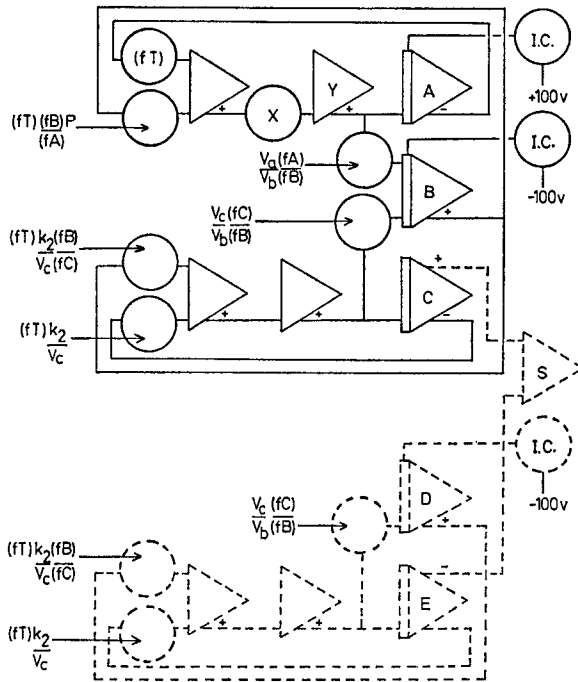 (fT)
I.C.
+
X
Y
+
A
–
+100v
(fT)(fB)P
(fA)
I.C.
Va(fA)
Vb(fB)
B
+
–100v
Vc(fC)
Vb(fB)
(fT)k2(fB)
Vc(fC)
+
+
+
C
–
(fT)k2
Vc
S
I.C.
Vc(fC)
Vb(fB)
D
+
–100v
(fT)k2(fB)
Vc(fC)
+
+
–
E
(fT)k2
Vc